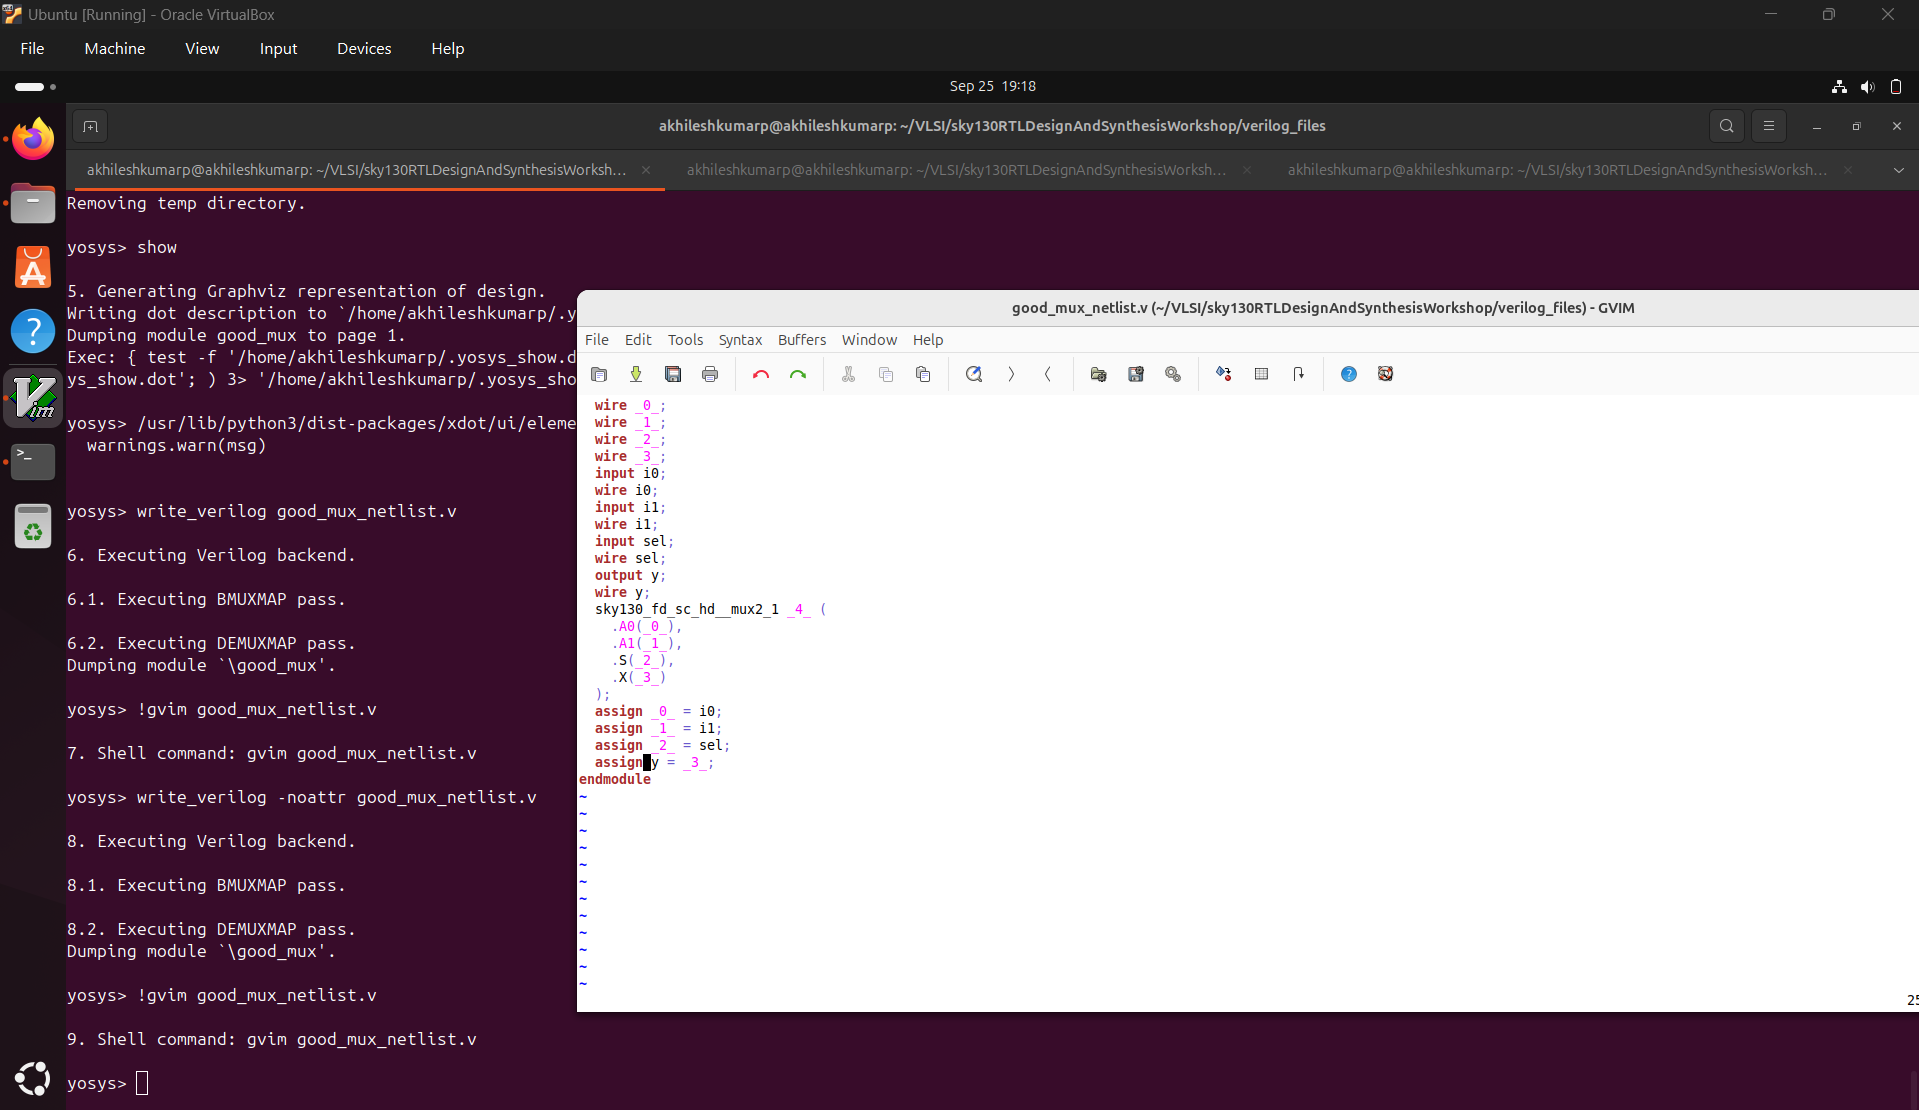 Ubuntu [Running] - Oracle VirtualBox
File Machine View Input Devices Help
Sep 25 19:18
akhileshkumarp@akhileshkumarp: ~/VLSI/sky130RTLDesignAndSynthesisWorkshop/verilog_files
akhileshkumarp@akhileshkumarp: ~/VLSI/sky130RTLDesignAndSynthesisWorksh... akhileshkumarp@akhileshkumarp: ~/VLSI/sky130RTLDesignAndSynthesisWorksh... akhileshkumarp@akhileshkumarp: ~/VLSI/sky130RTLDesignAndSynthesisWorksh...
Removing temp directory.
yosys> show
5. Generating Graphviz representation of design.
Writing dot description to `/home/akhileshkumarp/.y
Dumping module good_mux to page 1.
Exec: { test -f '/home/akhileshkumarp/.yosys_show.d
ys_show.dot'; ) 3> '/home/akhileshkumarp/.yosys_sho
yosys> /usr/lib/python3/dist-packages/xdot/ui/eleme
warnings.warn(msg)
yosys> write_verilog good_mux_netlist.v
6. Executing Verilog backend.
6.1. Executing BMUXMAP pass.
6.2. Executing DEMUXMAP pass.
Dumping module `\good_mux'.
yosys> !gvim good_mux_netlist.v
7. Shell command: gvim good_mux_netlist.v
yosys> write_verilog -noattr good_mux_netlist.v
8. Executing Verilog backend.
8.1. Executing BMUXMAP pass.
8.2. Executing DEMUXMAP pass.
Dumping module `\good_mux'.
yosys> !gvim good_mux_netlist.v
9. Shell command: gvim good_mux_netlist.v
yosys>
good_mux_netlist.v (~/VLSI/sky130RTLDesignAndSynthesisWorkshop/verilog_files) - GVIM
File Edit Tools Syntax Buffers Window Help
wire _0_;
wire _1_;
wire _2_;
wire _3_;
input i0;
wire i0;
input i1;
wire i1;
input sel;
wire sel;
output y;
wire y;
sky130_fd_sc_hd__mux2_1 _4_ (
.A0(_0_),
.A1(_1_),
.S(_2_),
.X(_3_)
);
assign _0_ = i0;
assign _1_ = i1;
assign _2_ = sel;
assign y = _3_;
endmodule
~
~
~
~
~
~
~
~
~
~
~
~
25